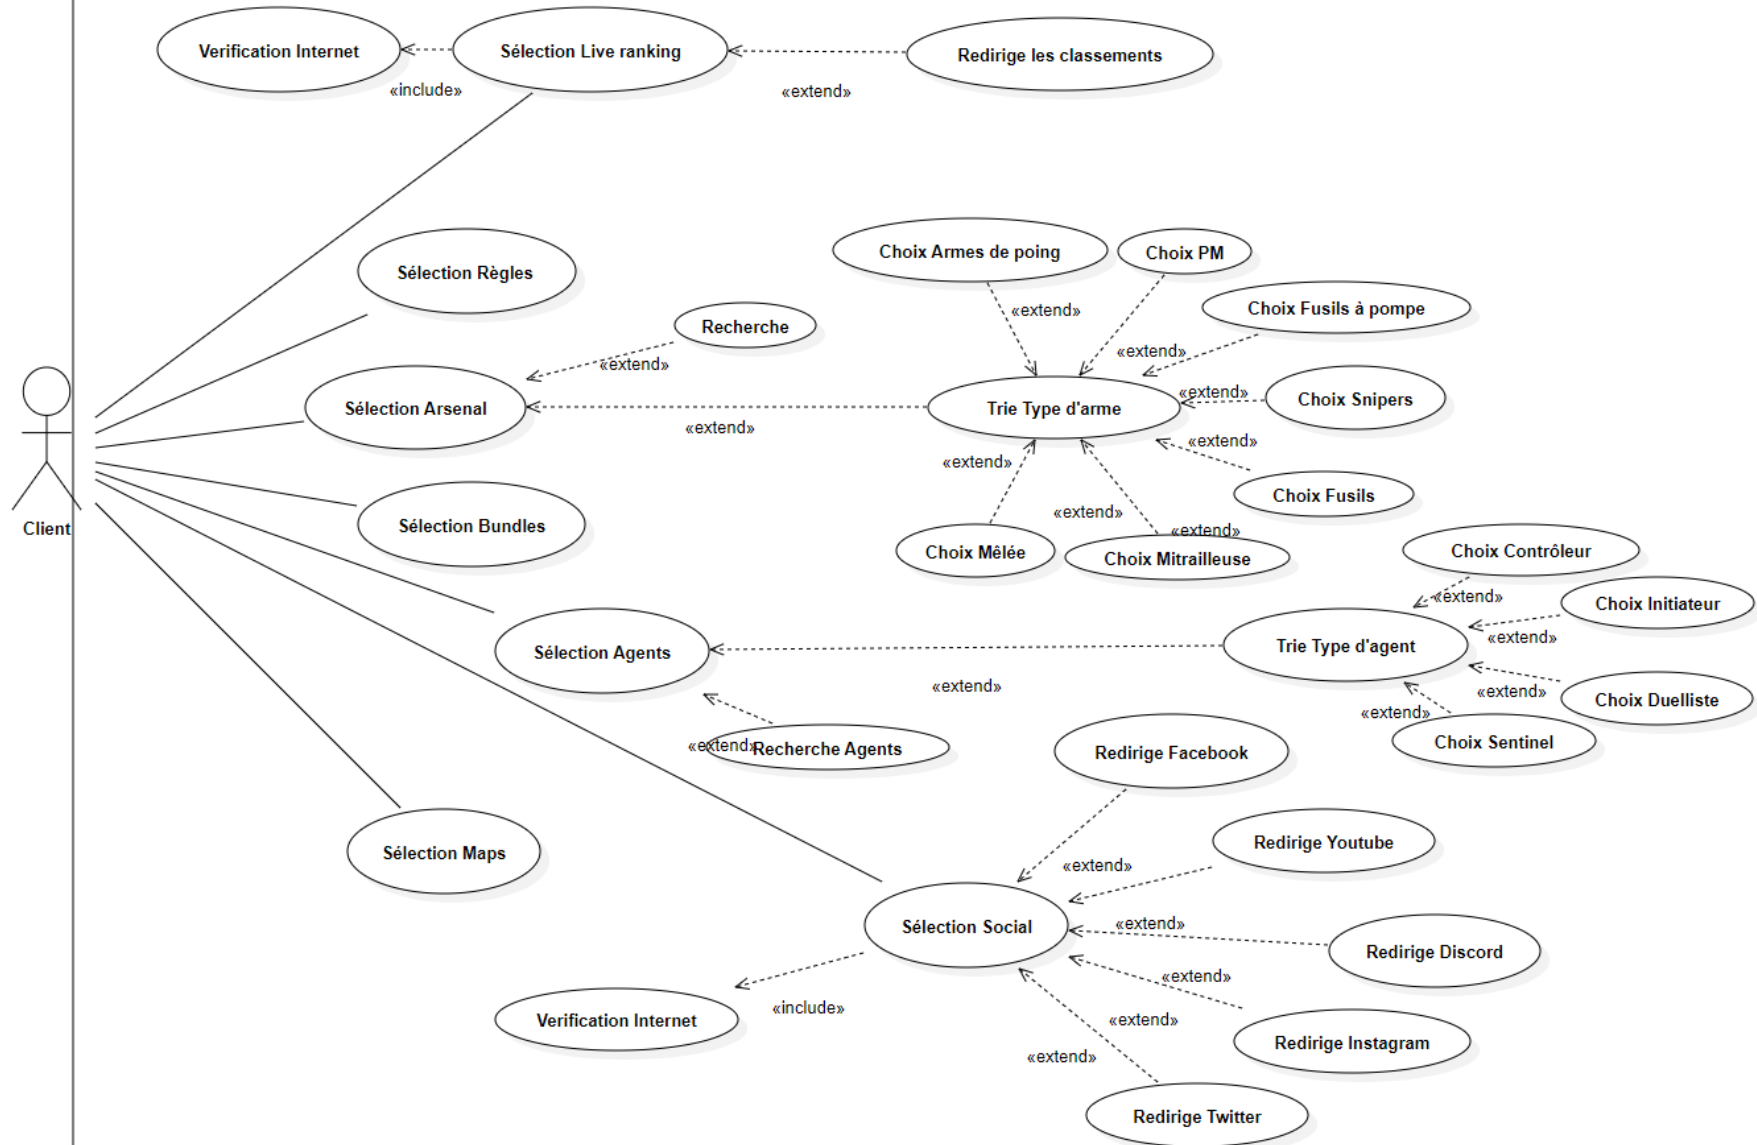 Verification Internet
Sélection Live ranking
Redirige les classements
«include»
«extend»
Sélection Règles
Choix Armes de poing
Choix PM
«extend»
Choix Fusils à pompe
Recherche
«extend»
«extend»
Sélection Arsenal
«extend»
Trie Type d'arme
«extend»
Choix Snipers
«extend»
«extend»
Choix Fusils
Client
Sélection Bundles
«extend»
«extend»
Choix Mêlée
Choix Mitrailleuse
Choix Contrôleur
«extend»
Choix Initiateur
«extend»
Sélection Agents
Trie Type d'agent
«extend»
«extend»
Choix Duelliste
«extend»
Choix Sentinel
«extend»
Recherche Agents
Redirige Facebook
Sélection Maps
Redirige Youtube
«extend»
Sélection Social
«extend»
Redirige Discord
«extend»
Verification Internet
«include»
«extend»
Redirige Instagram
«extend»
Redirige Twitter